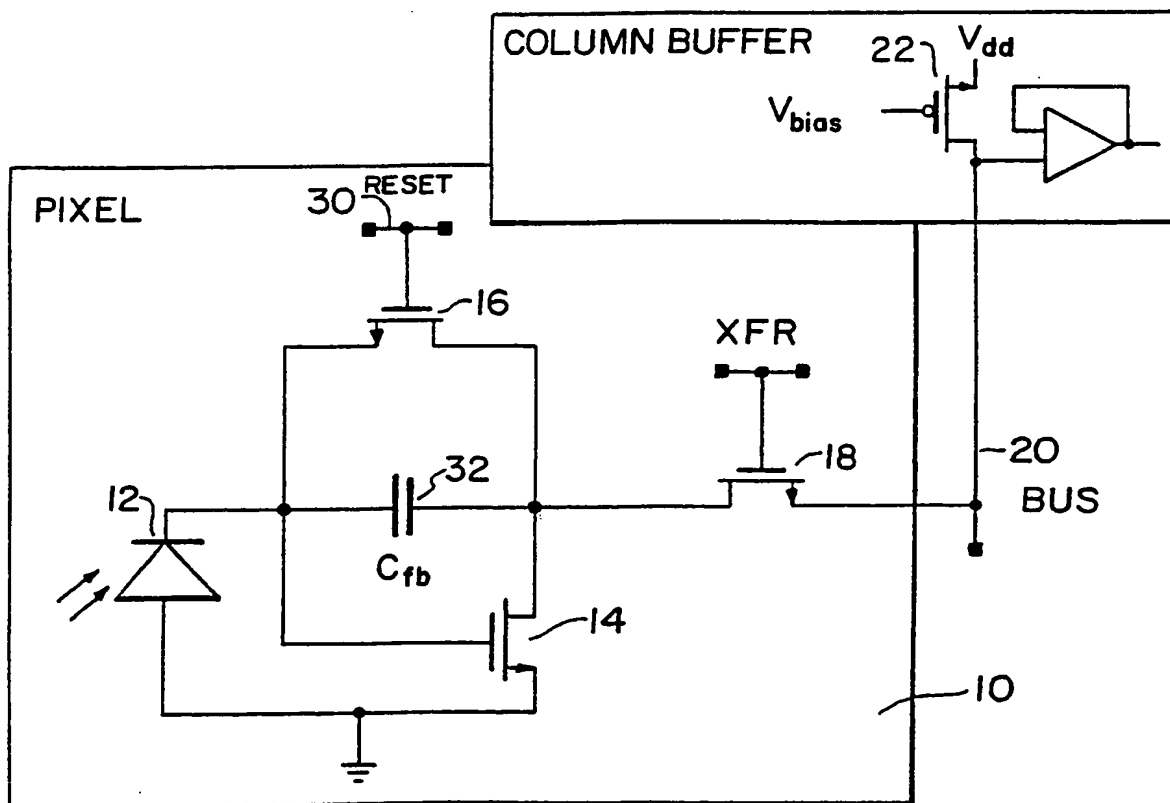 COLUMN BUFFER
22
Vdd
Vbias
PIXEL
RESET
30
16
XFR
18
20
BUS
12
32
Cfb
14
10